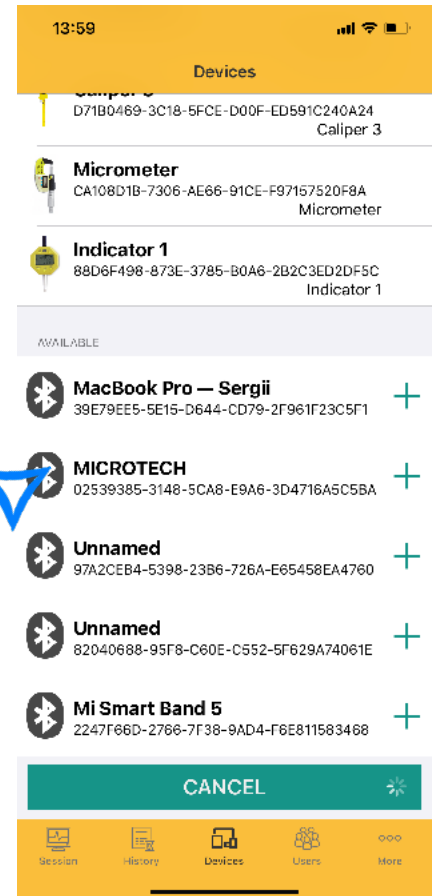 13:59
Devices
Caliper 3
D71B0469-3C18-5FCE-D00F-ED591C240A24
Caliper 3
Micrometer
CA108D1B-7306-AE66-91CE-F97157520F8A
Micrometer
Indicator 1
88D6F498-873E-3785-B0A6-2B2C3ED2DF5C
Indicator 1
AVAILABLE
MacBook Pro — Sergii
39E79EE5-5E15-D644-CD79-2F961F23C5F1
MICROTECH
02539385-3148-5CA8-E9A6-3D4716A5C5BA
Unnamed
97A2CEB4-5398-23B6-726A-E65458EA4760
Unnamed
82040688-95F8-C60E-C552-5F629A74061E
Mi Smart Band 5
2247F66D-2766-7F38-9AD4-F6E811583468
CANCEL
Session History Devices Users More